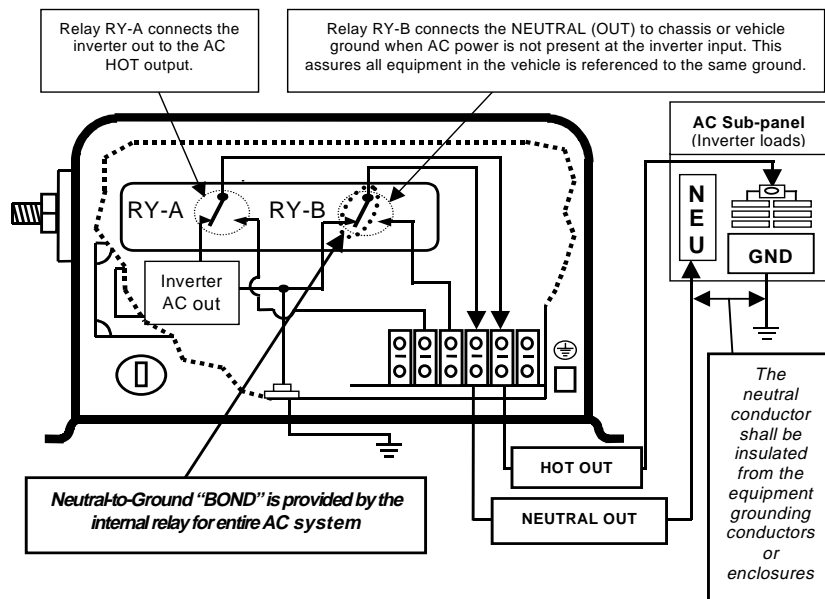 Relay RY-A connects the
inverter out to the AC
HOT output.
Relay RY-B connects the NEUTRAL (OUT) to chassis or vehicle
ground when AC power is not present at the inverter input. This
assures all equipment in the vehicle is referenced to the same ground.
AC Sub-panel
(Inverter loads)
N
E
U
GND
RY-A
RY-B
Inverter
AC out
The
neutral
conductor
shall be
insulated
from the
equipment
grounding
conductors
or
enclosures
HOT OUT
NEUTRAL OUT
Neutral-to-Ground “BOND” is provided by the
internal relay for entire AC system